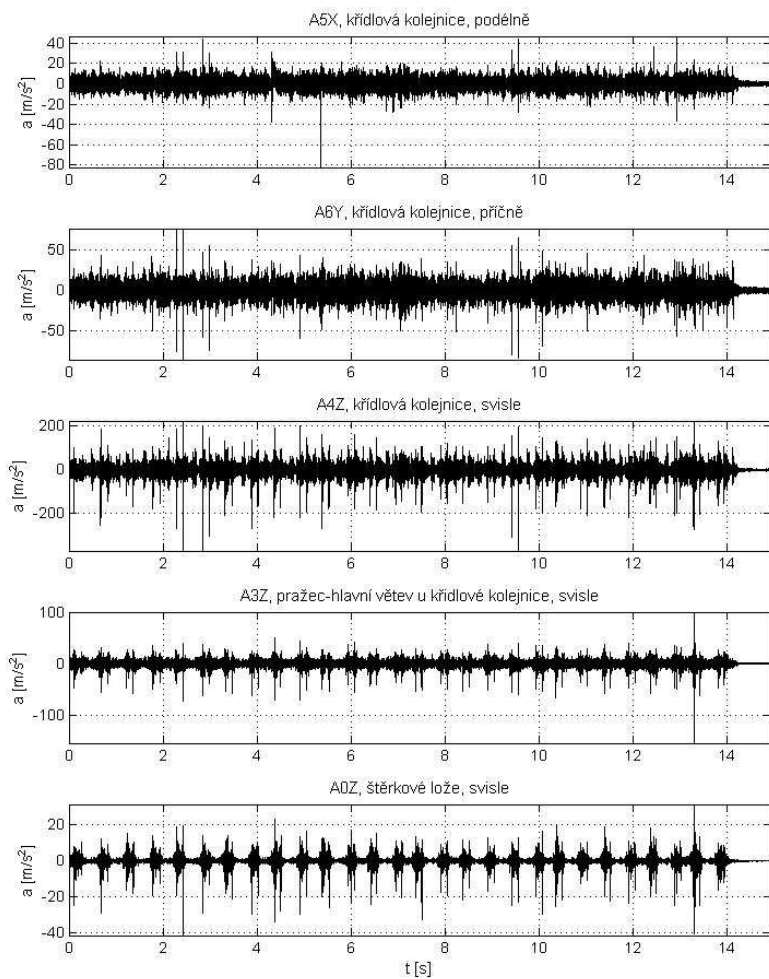 A5X, křídlová kolejnice, podélně
40
20
0
-20
-40
-60
-80
a [m/s²]
0 2 4 6 8 10 12 14
A6Y, křídlová kolejnice, příčně
50
0
-50
a [m/s²]
0 2 4 6 8 10 12 14
A4Z, křídlová kolejnice, svisle
200
0
-200
a [m/s²]
0 2 4 6 8 10 12 14
A3Z, pražec-hlavní větev u křidlové kolejnice, svisle
100
0
-100
a [m/s²]
0 2 4 6 8 10 12 14
A0Z, štěrkové lože, svisle
20
0
-20
-40
a [m/s²]
0 2 4 6 8 10 12 14
t [s]